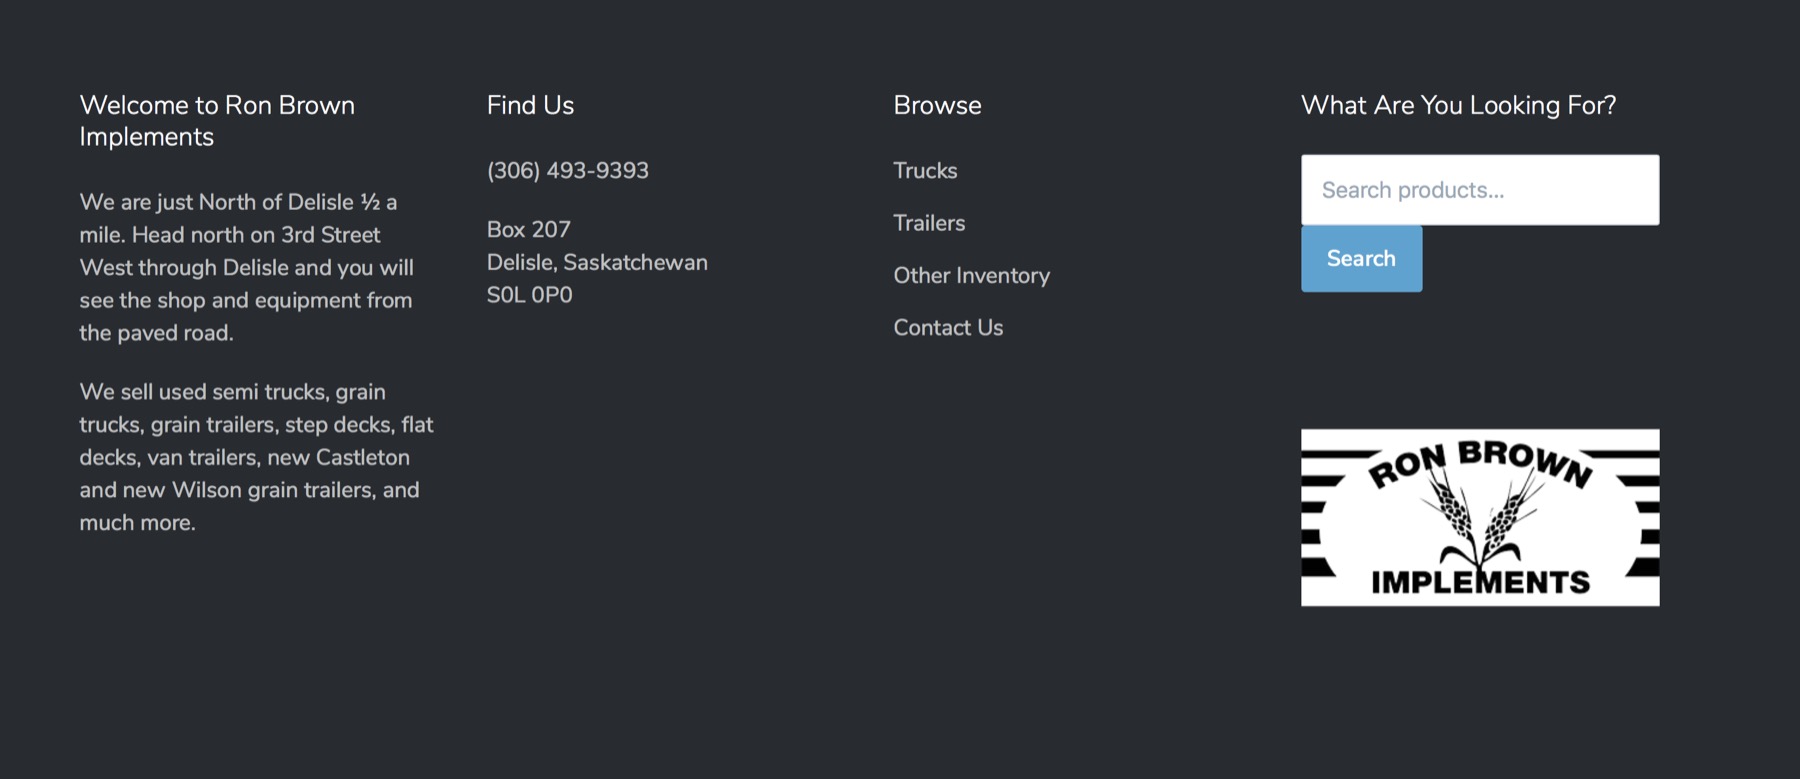 Welcome to Ron Brown
Implements
We are just North of Delisle ½ a
mile. Head north on 3rd Street
West through Delisle and you will
see the shop and equipment from
the paved road.
We sell used semi trucks, grain
trucks, grain trailers, step decks, flat
decks, van trailers, new Castleton
and new Wilson grain trailers, and
much more.
Find Us
(306) 493-9393
Box 207
Delisle, Saskatchewan
S0L 0P0
Browse
Trucks
Trailers
Other Inventory
Contact Us
What Are You Looking For?
Search products...
Search
RON BROWN
IMPLEMENTS